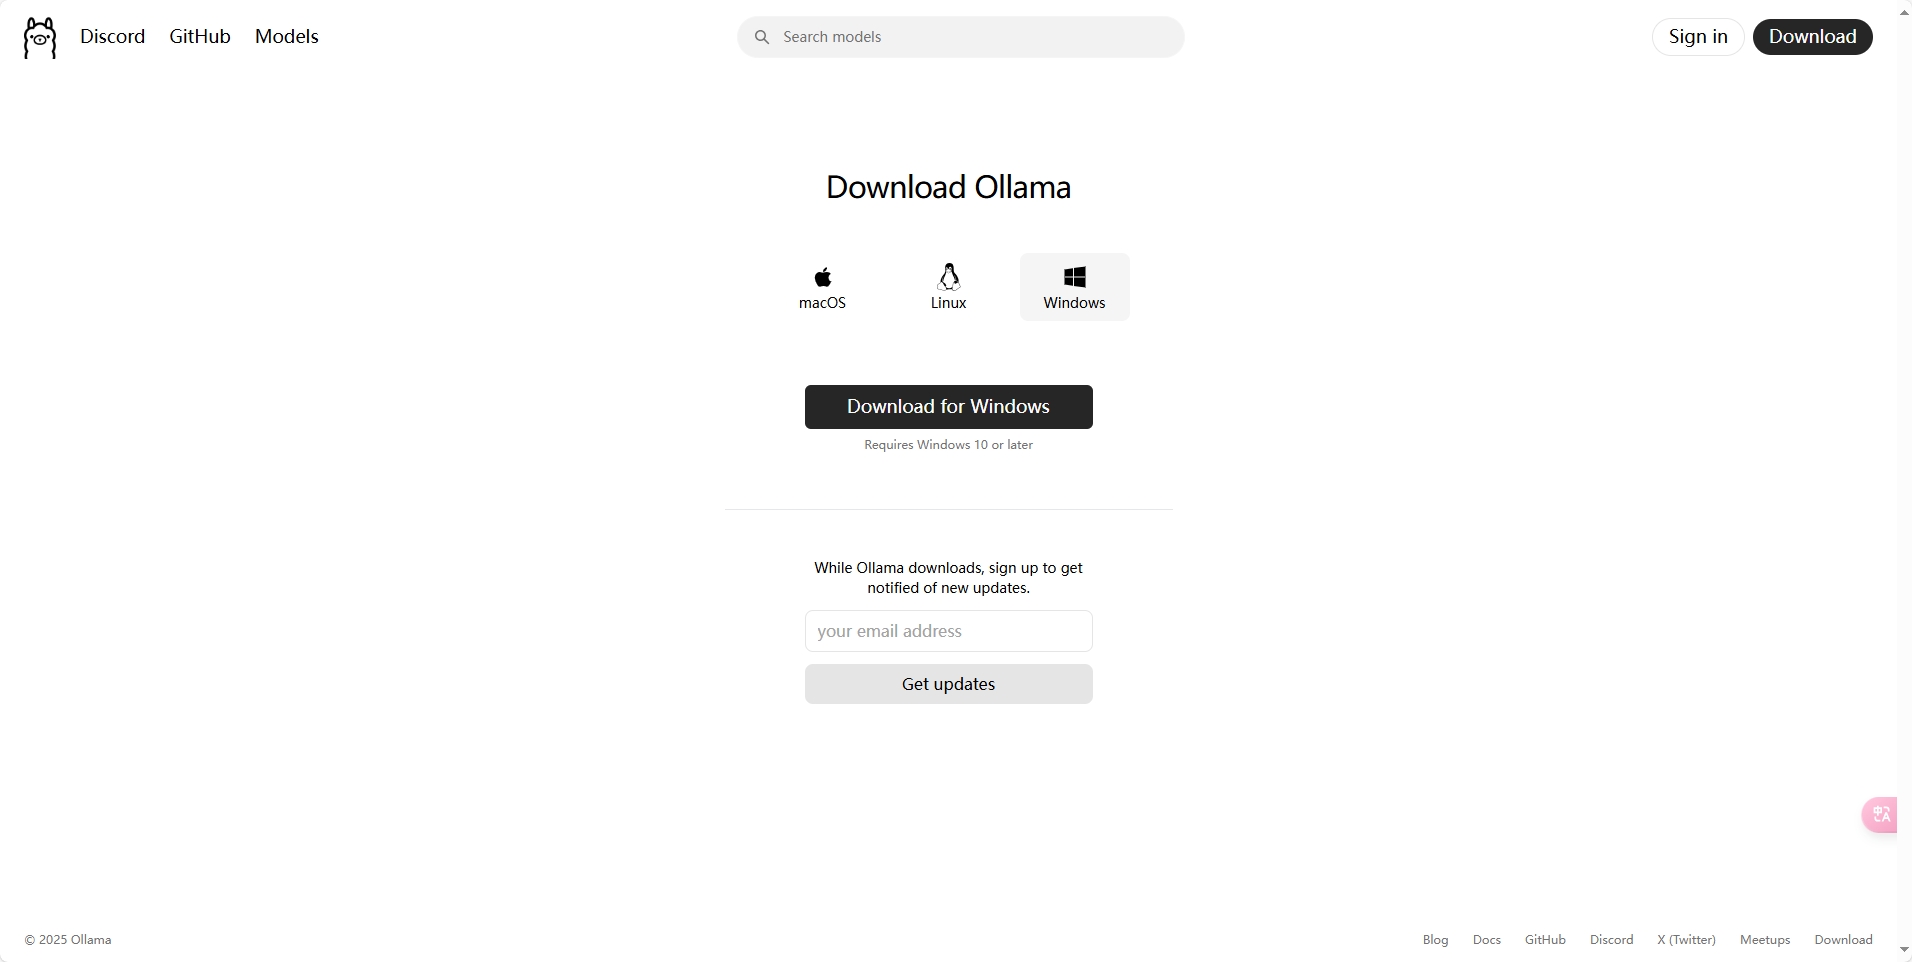 Discord GitHub Models
Search models
Sign in Download
Download Ollama
macOS Linux Windows
Download for Windows
Requires Windows 10 or later
While Ollama downloads, sign up to get
notified of new updates.
your email address
Get updates
中A
© 2025 Ollama
Blog Docs GitHub Discord X (Twitter) Meetups Download